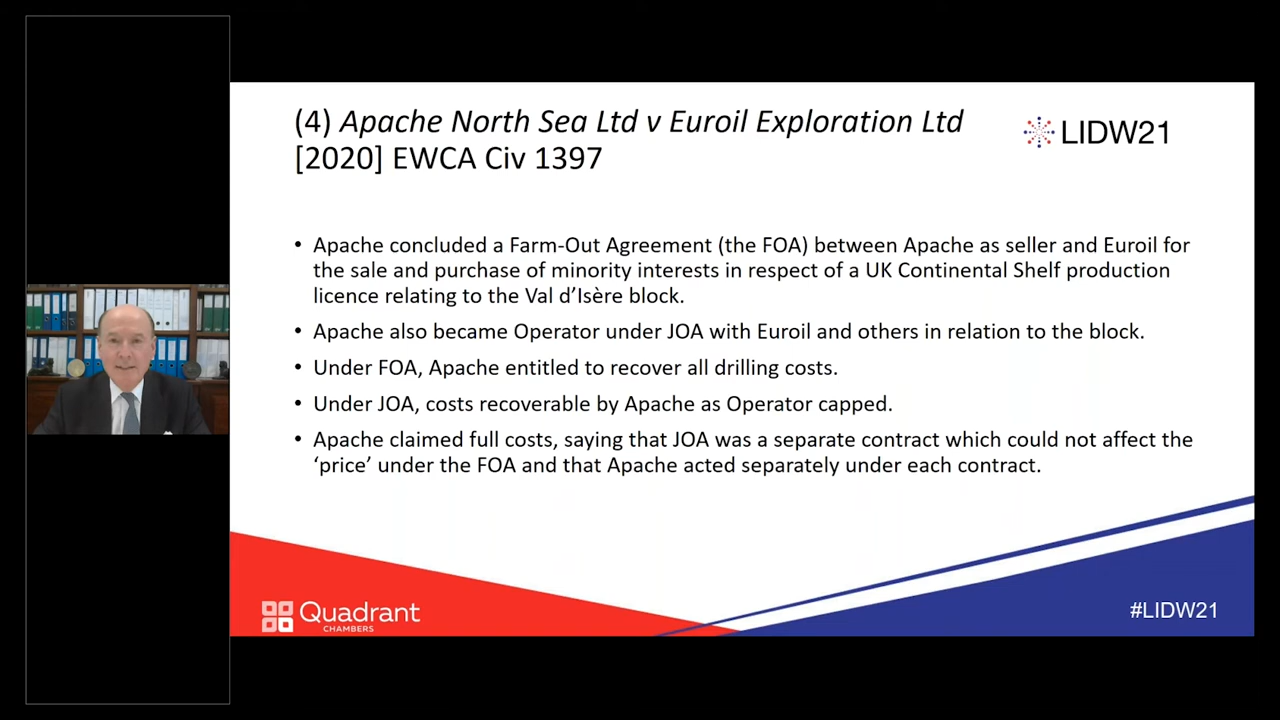 (4) Apache North Sea Ltd v Euroil Exploration Ltd
[2020] EWCA Civ 1397
LIDW21
• Apache concluded a Farm-Out Agreement (the FOA) between Apache as seller and Euroil for
the sale and purchase of minority interests in respect of a UK Continental Shelf production
licence relating to the Val d’Isère block.
• Apache also became Operator under JOA with Euroil and others in relation to the block.
• Under FOA, Apache entitled to recover all drilling costs.
• Under JOA, costs recoverable by Apache as Operator capped.
• Apache claimed full costs, saying that JOA was a separate contract which could not affect the
‘price’ under the FOA and that Apache acted separately under each contract.
Quadrant
CHAMBERS
#LIDW21